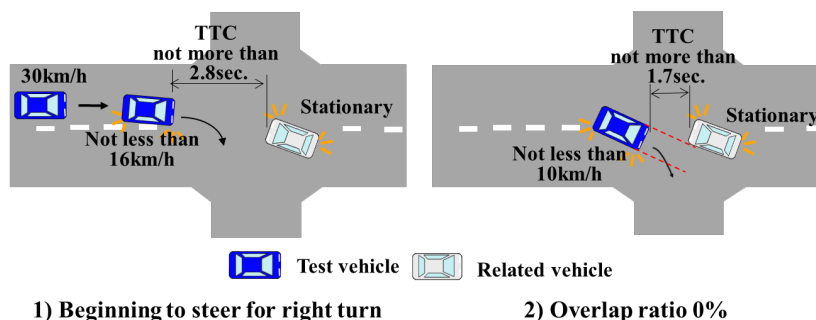 TTC
not more than
2.8sec.
30km/h
Stationary
Not less than
16km/h
TTC
not more than
1.7sec.
Stationary
Not less than
10km/h
Test vehicle
Related vehicle
1) Beginning to steer for right turn
2) Overlap ratio 0%